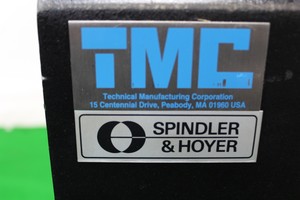 TMC
Technical Manufacturing Corporation
15 Centennial Drive, Peabody, MA 01960 USA
SPINDLER
& HOYER